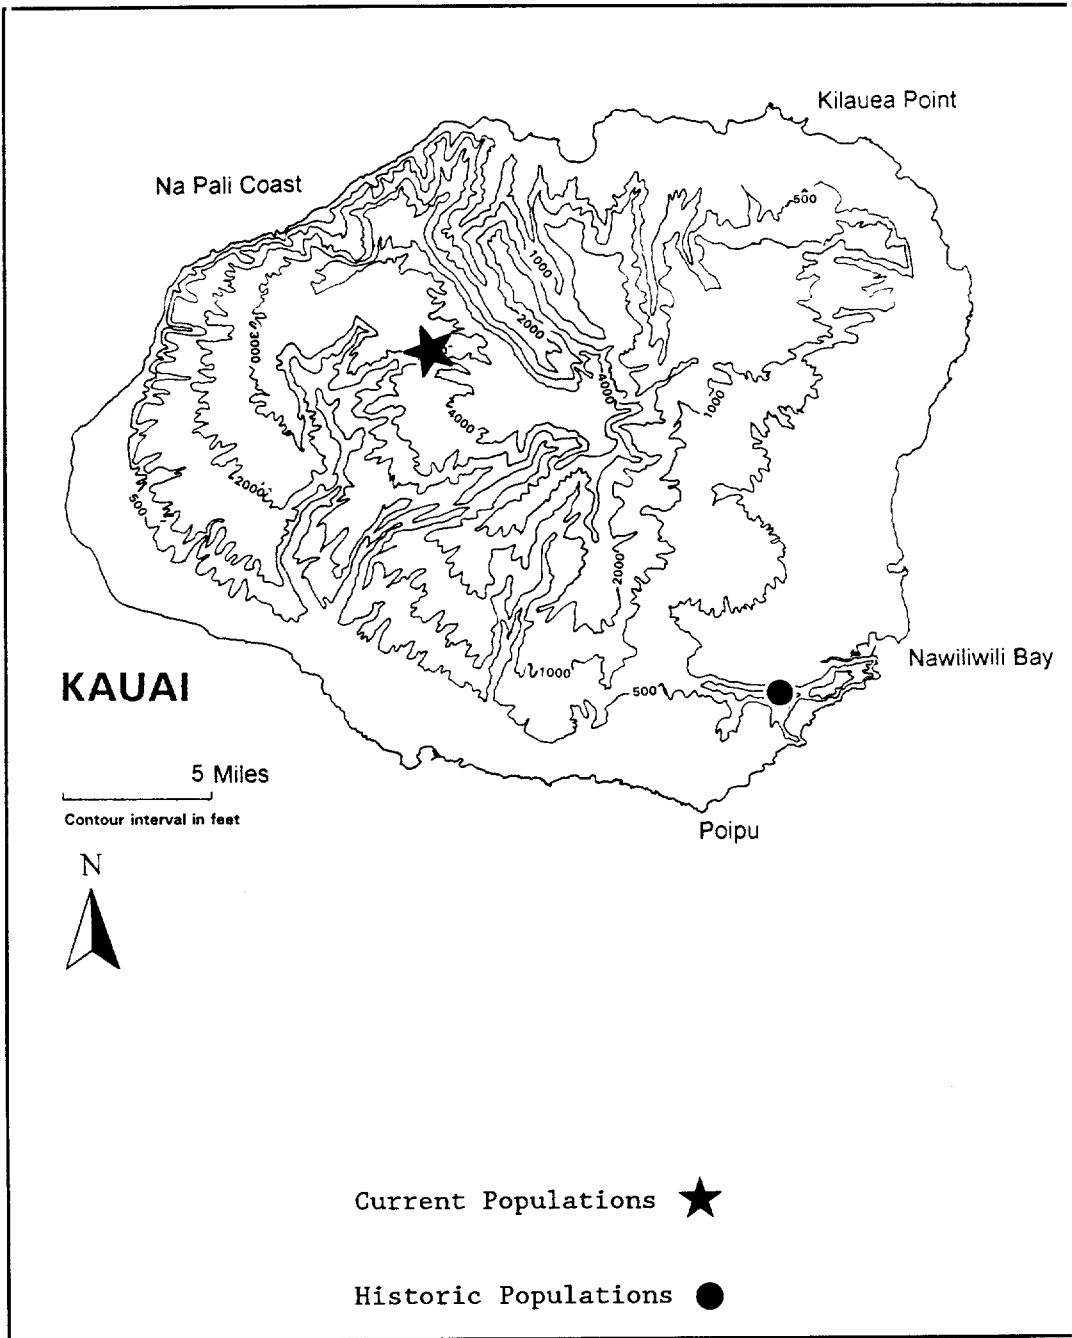 Kilauea Point
Na Pali Coast
500
1000
2000
3000
4000
4000
1000
2000
500
2000
Nawiliwili Bay
1000
500
KAUAI
5 Miles
Contour interval in feet
Poipu
N
Current Populations
Historic Populations